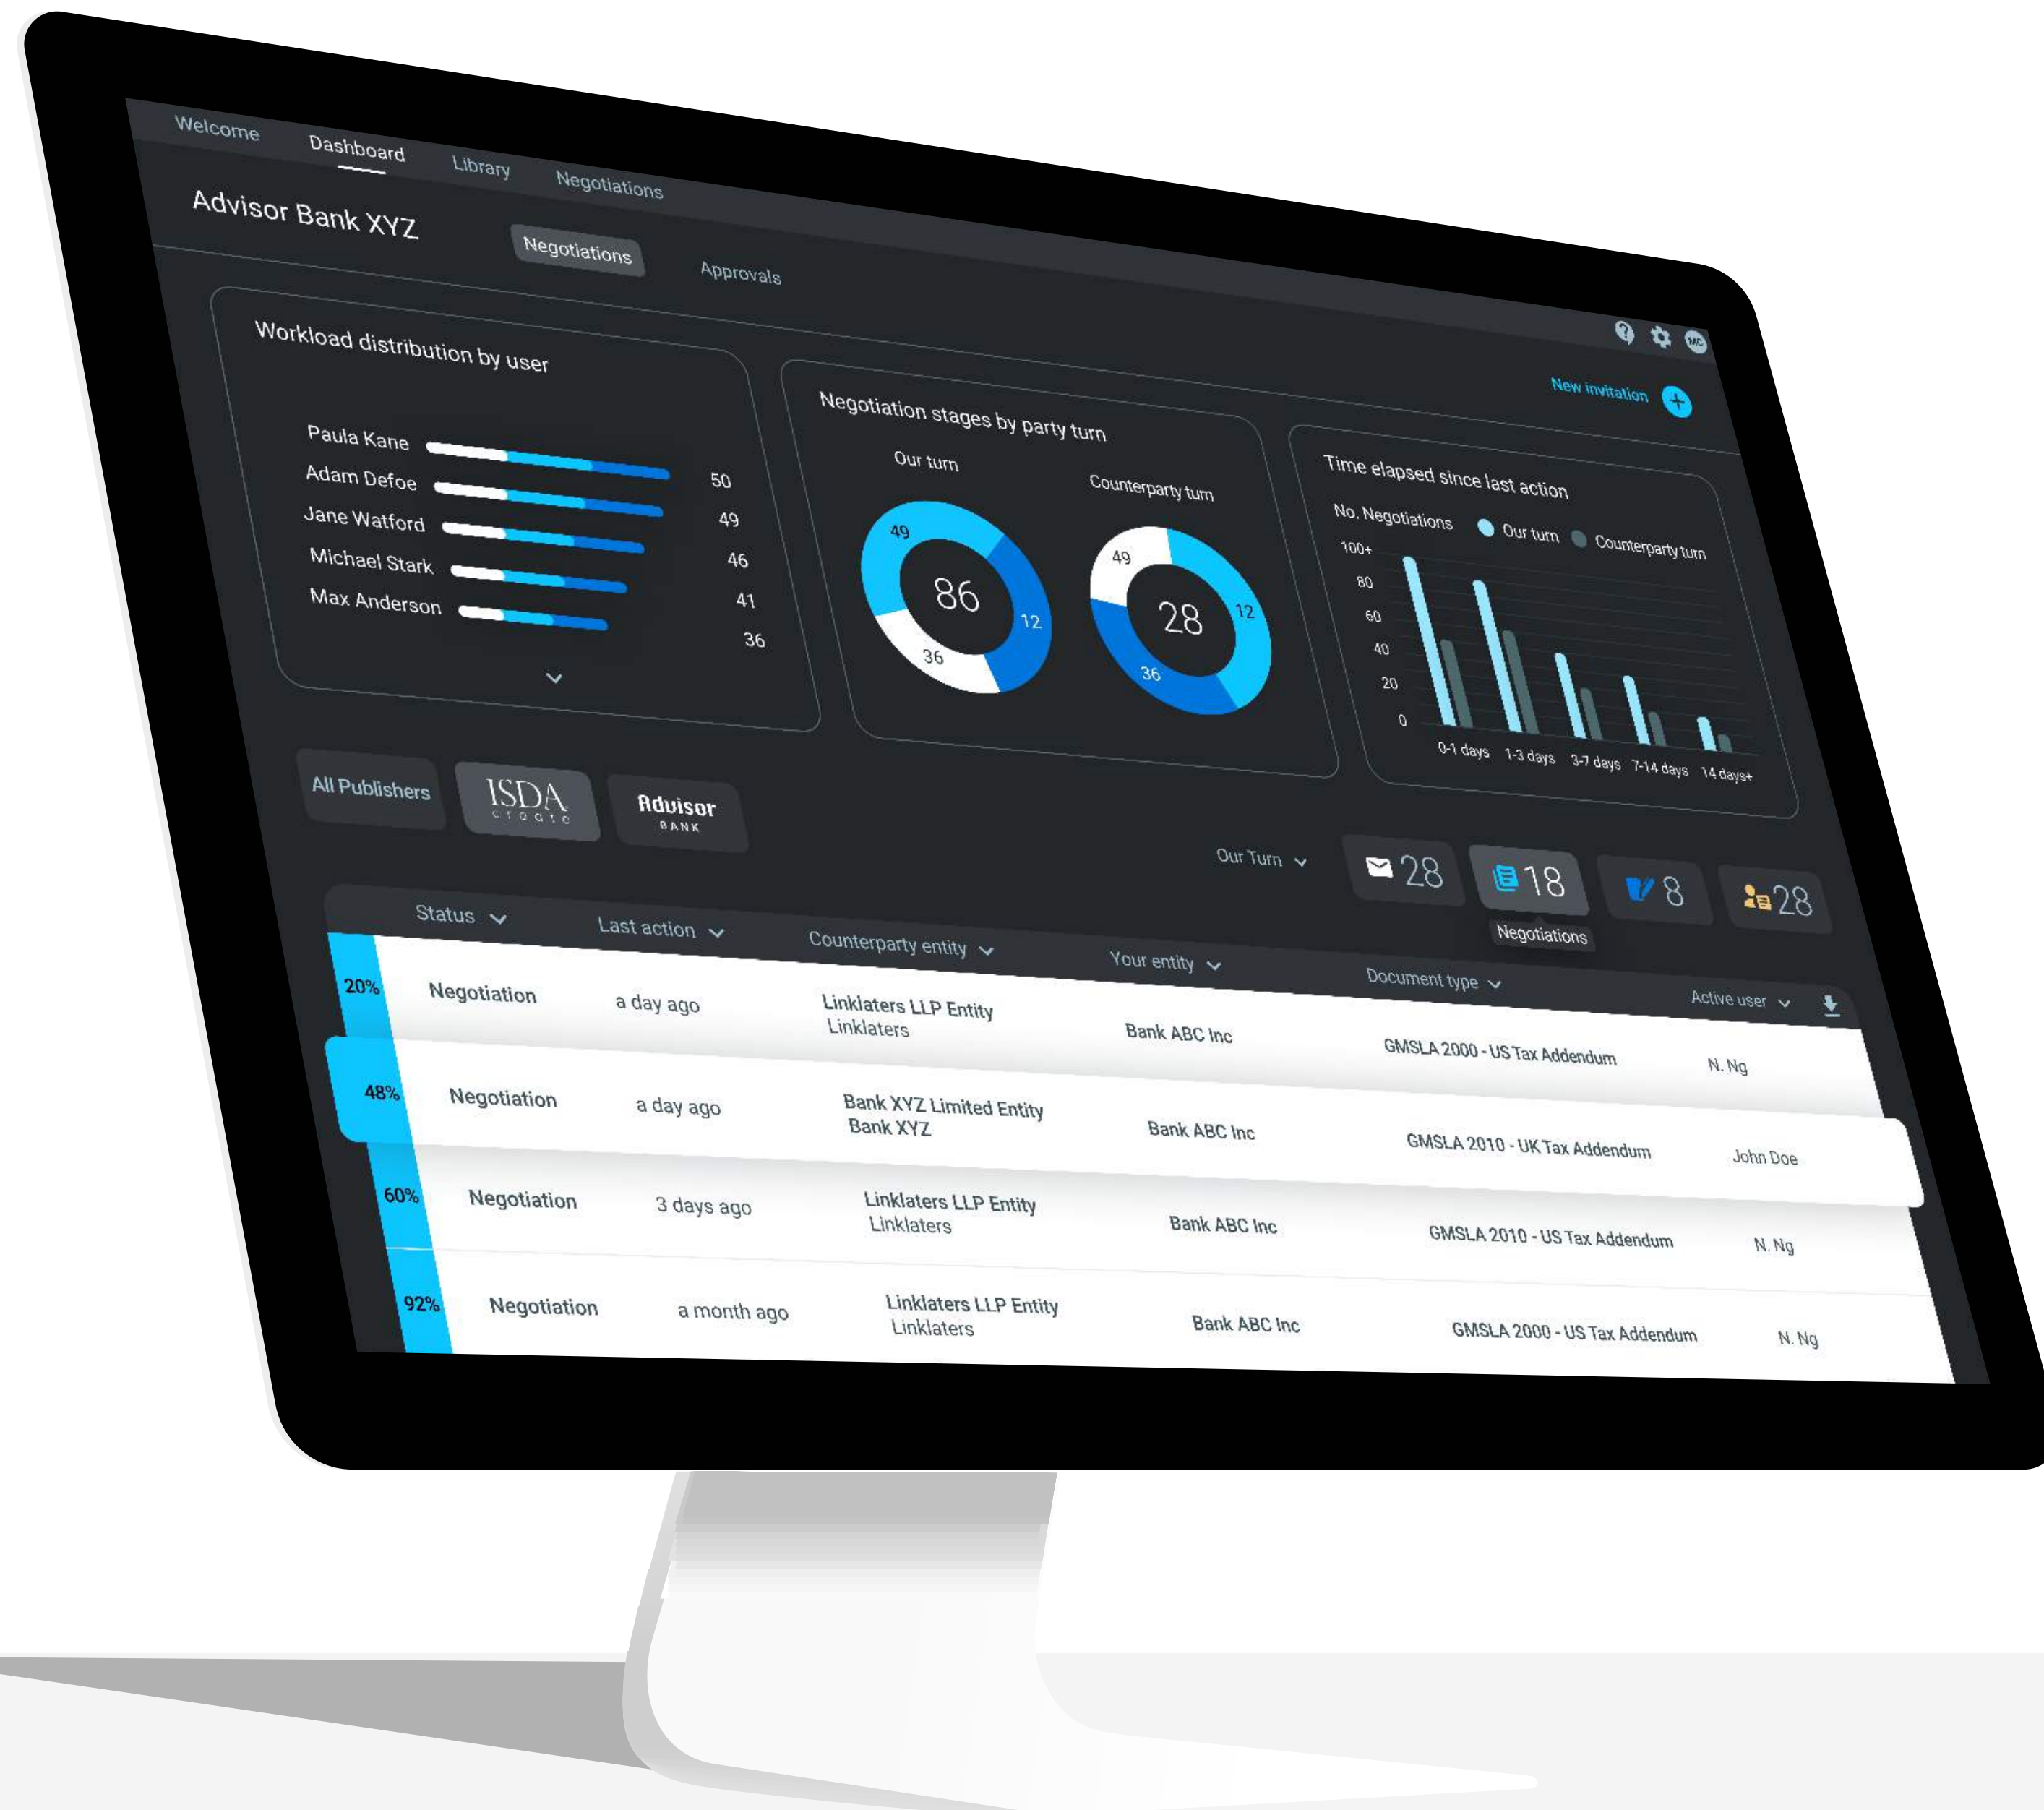 Welcome
Dashboard
Library
Negotiations
MC
Advisor Bank XYZ
Negotiations
Approvals
New invitation
Workload distribution by user
Paula Kane 50
Adam Defoe 49
Jane Watford 46
Michael Stark 41
Max Anderson 36
Negotiation stages by party turn
Our turn
49
86
12
36
Counterparty turn
49
28
12
36
Time elapsed since last action
No. Negotiations
Our turn
Counterparty turn
100+
80
60
40
20
0
0-1 days
1-3 days
3-7 days
7-14 days
14 days+
All Publishers
ISDA
create
Advisor
BANK
Our Turn
28
18
8
28
Negotiations
Status
Last action
Counterparty entity
Your entity
Document type
Active user
20%
Negotiation
a day ago
Linklaters LLP Entity
Linklaters
Bank ABC Inc
GMSLA 2000 - US Tax Addendum
N. Ng
48%
Negotiation
a day ago
Bank XYZ Limited Entity
Bank XYZ
Bank ABC Inc
GMSLA 2010 - UK Tax Addendum
John Doe
60%
Negotiation
3 days ago
Linklaters LLP Entity
Linklaters
Bank ABC Inc
GMSLA 2010 - US Tax Addendum
N. Ng
92%
Negotiation
a month ago
Linklaters LLP Entity
Linklaters
Bank ABC Inc
GMSLA 2000 - US Tax Addendum
N. Ng